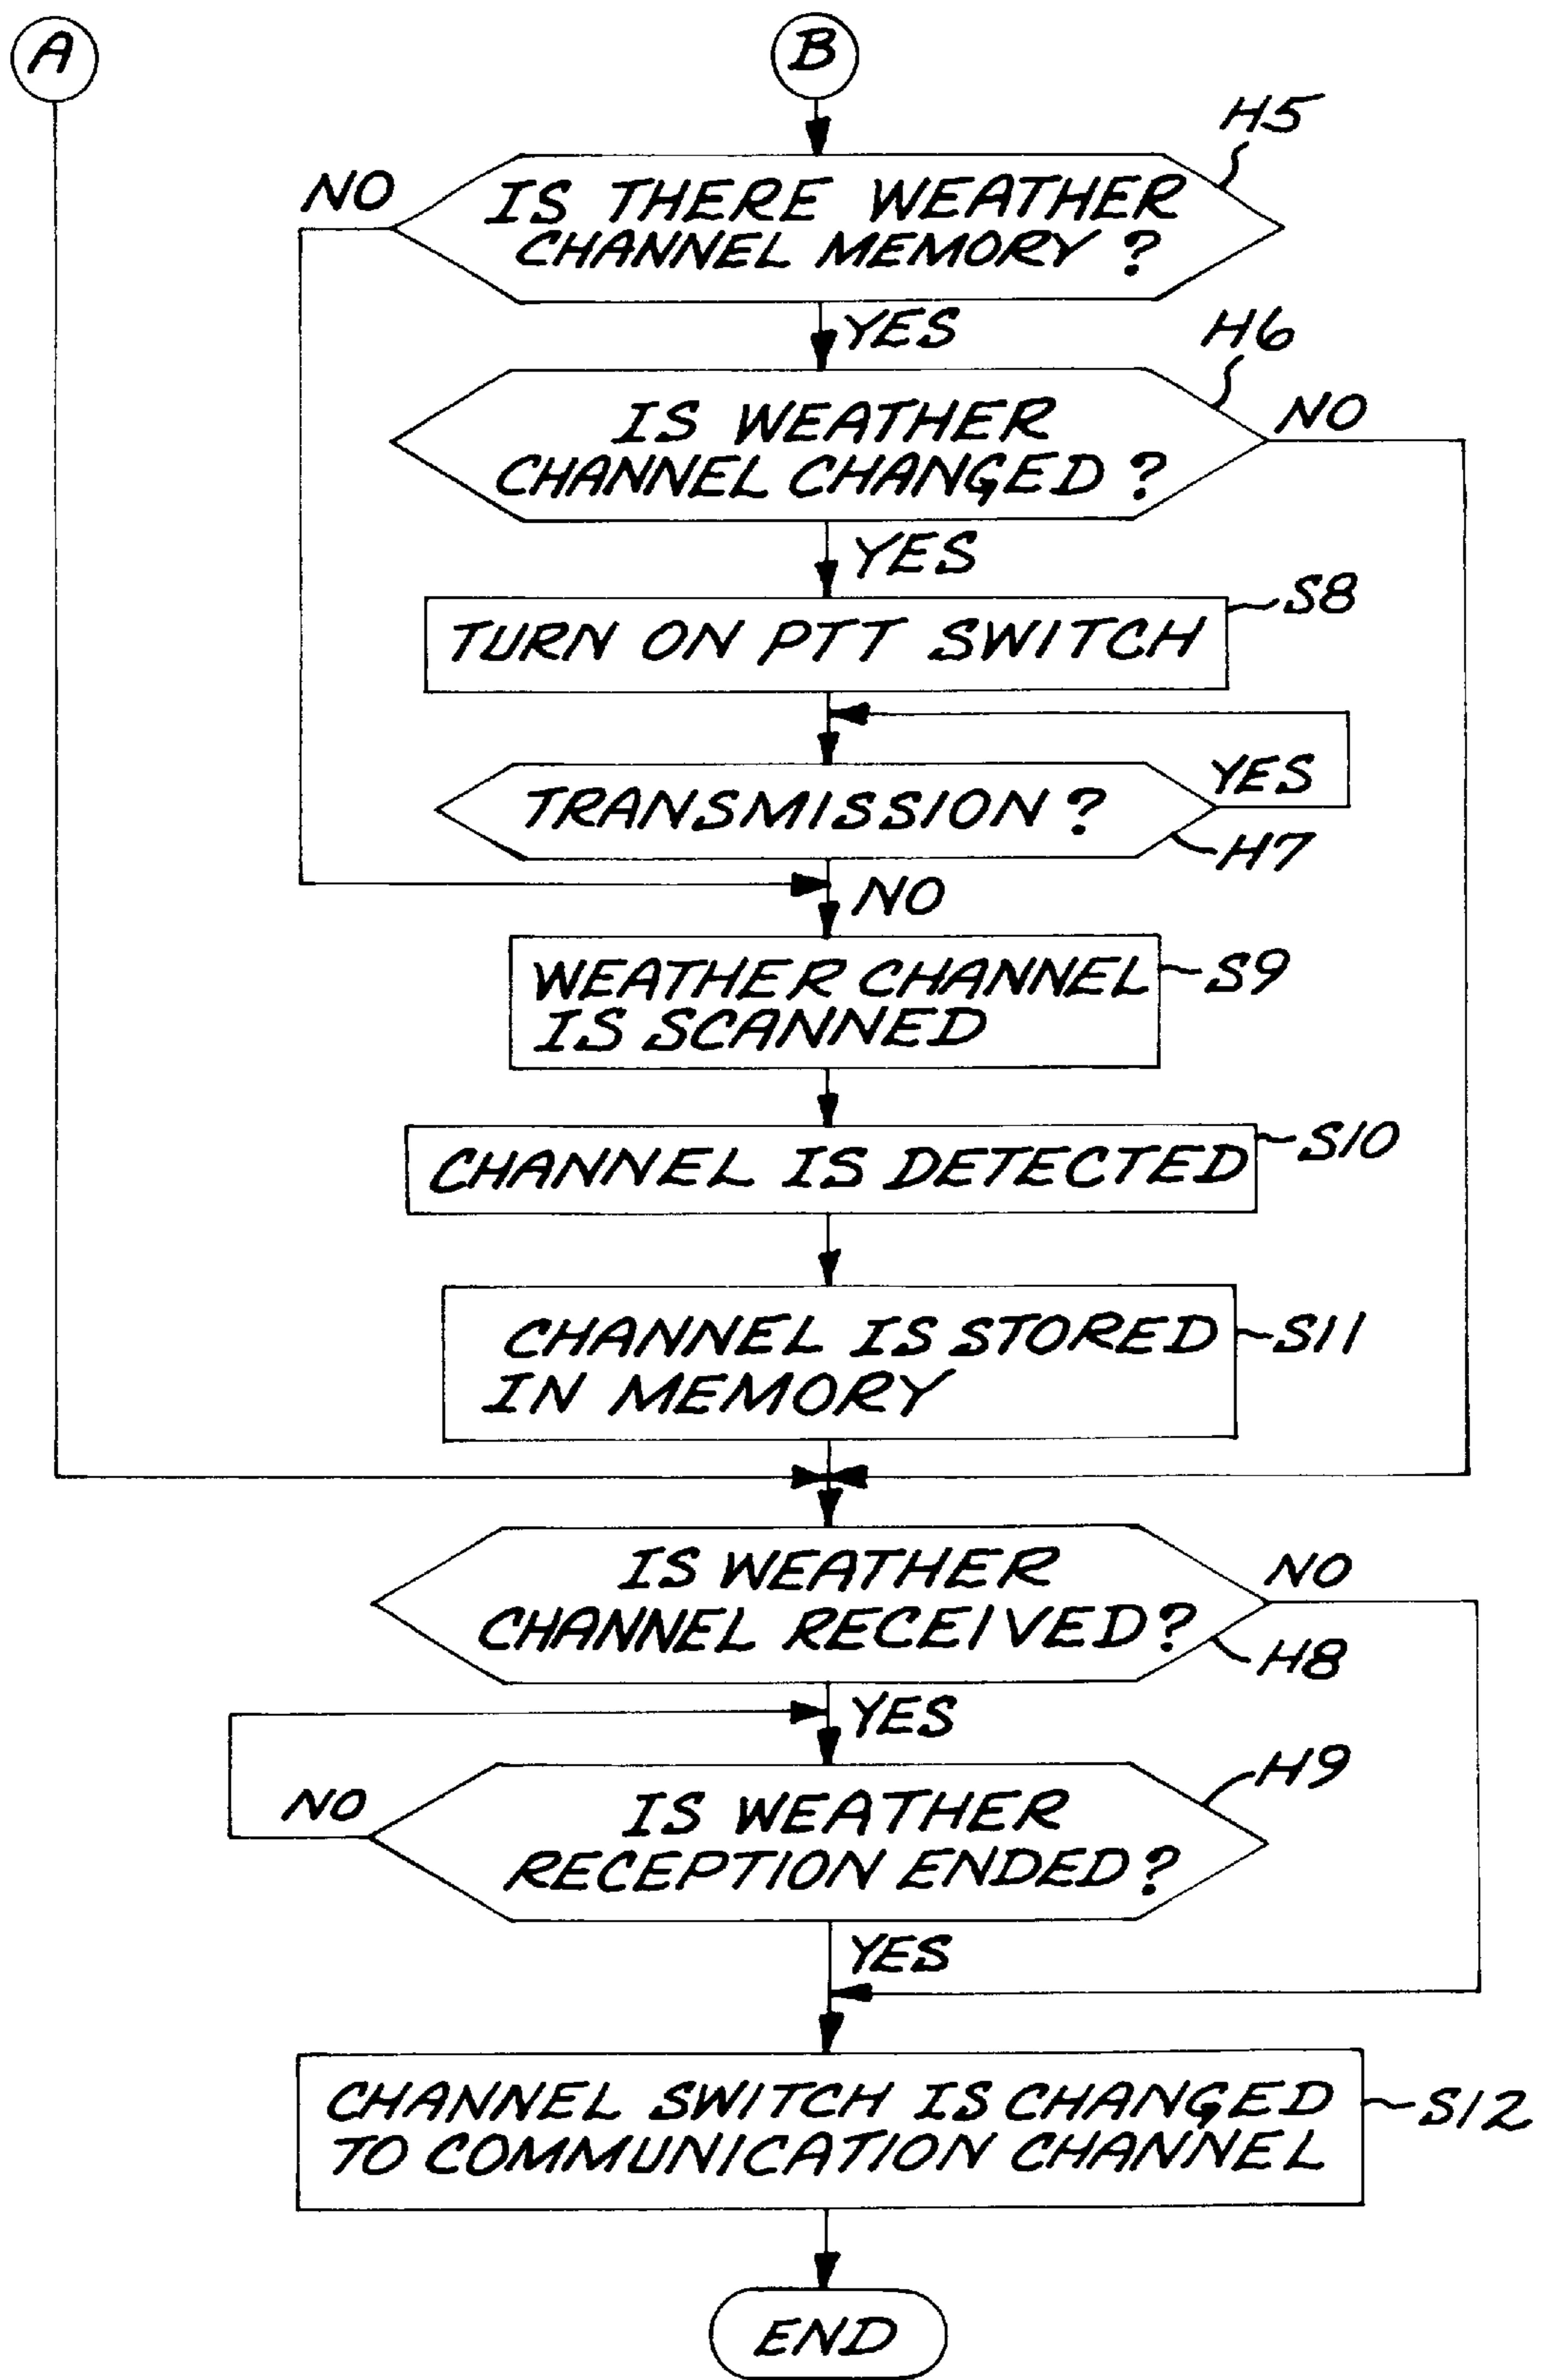 A
B
H5
NO
IS THERE WEATHER
CHANNEL MEMORY ?
YES
H6
IS WEATHER
CHANNEL CHANGED ?
NO
YES
S8
TURN ON PTT SWITCH
YES
TRANSMISSION ?
H7
NO
WEATHER CHANNEL
IS SCANNED
S9
CHANNEL IS DETECTED
S10
CHANNEL IS STORED
IN MEMORY
S11
IS WEATHER
CHANNEL RECEIVED?
NO
H8
YES
H9
NO
IS WEATHER
RECEPTION ENDED?
YES
CHANNEL SWITCH IS CHANGED
TO COMMUNICATION CHANNEL
S12
END